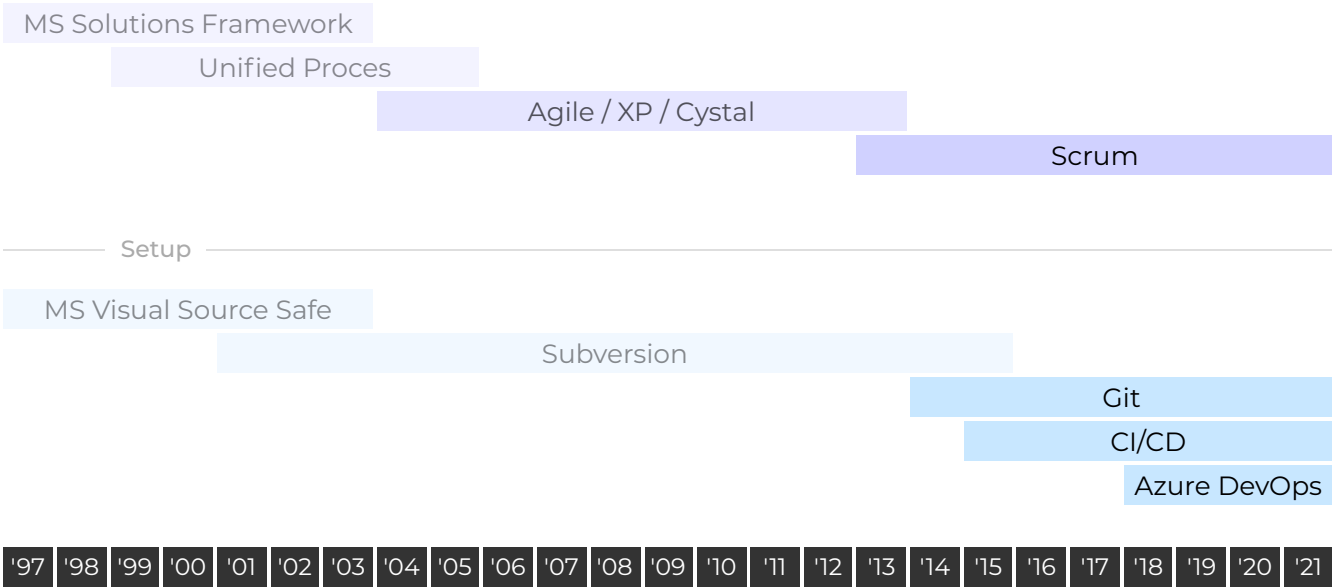 MS Solutions Framework
Unified Proces
Agile / XP / Cystal
Scrum
Setup
MS Visual Source Safe
Subversion
Git
CI/CD
Azure DevOps
'97 '98 '99 '00 '01 '02 '03 '04 '05 '06 '07 '08 '09 '10 '11 '12 '13 '14 '15 '16 '17 '18 '19 '20 '21